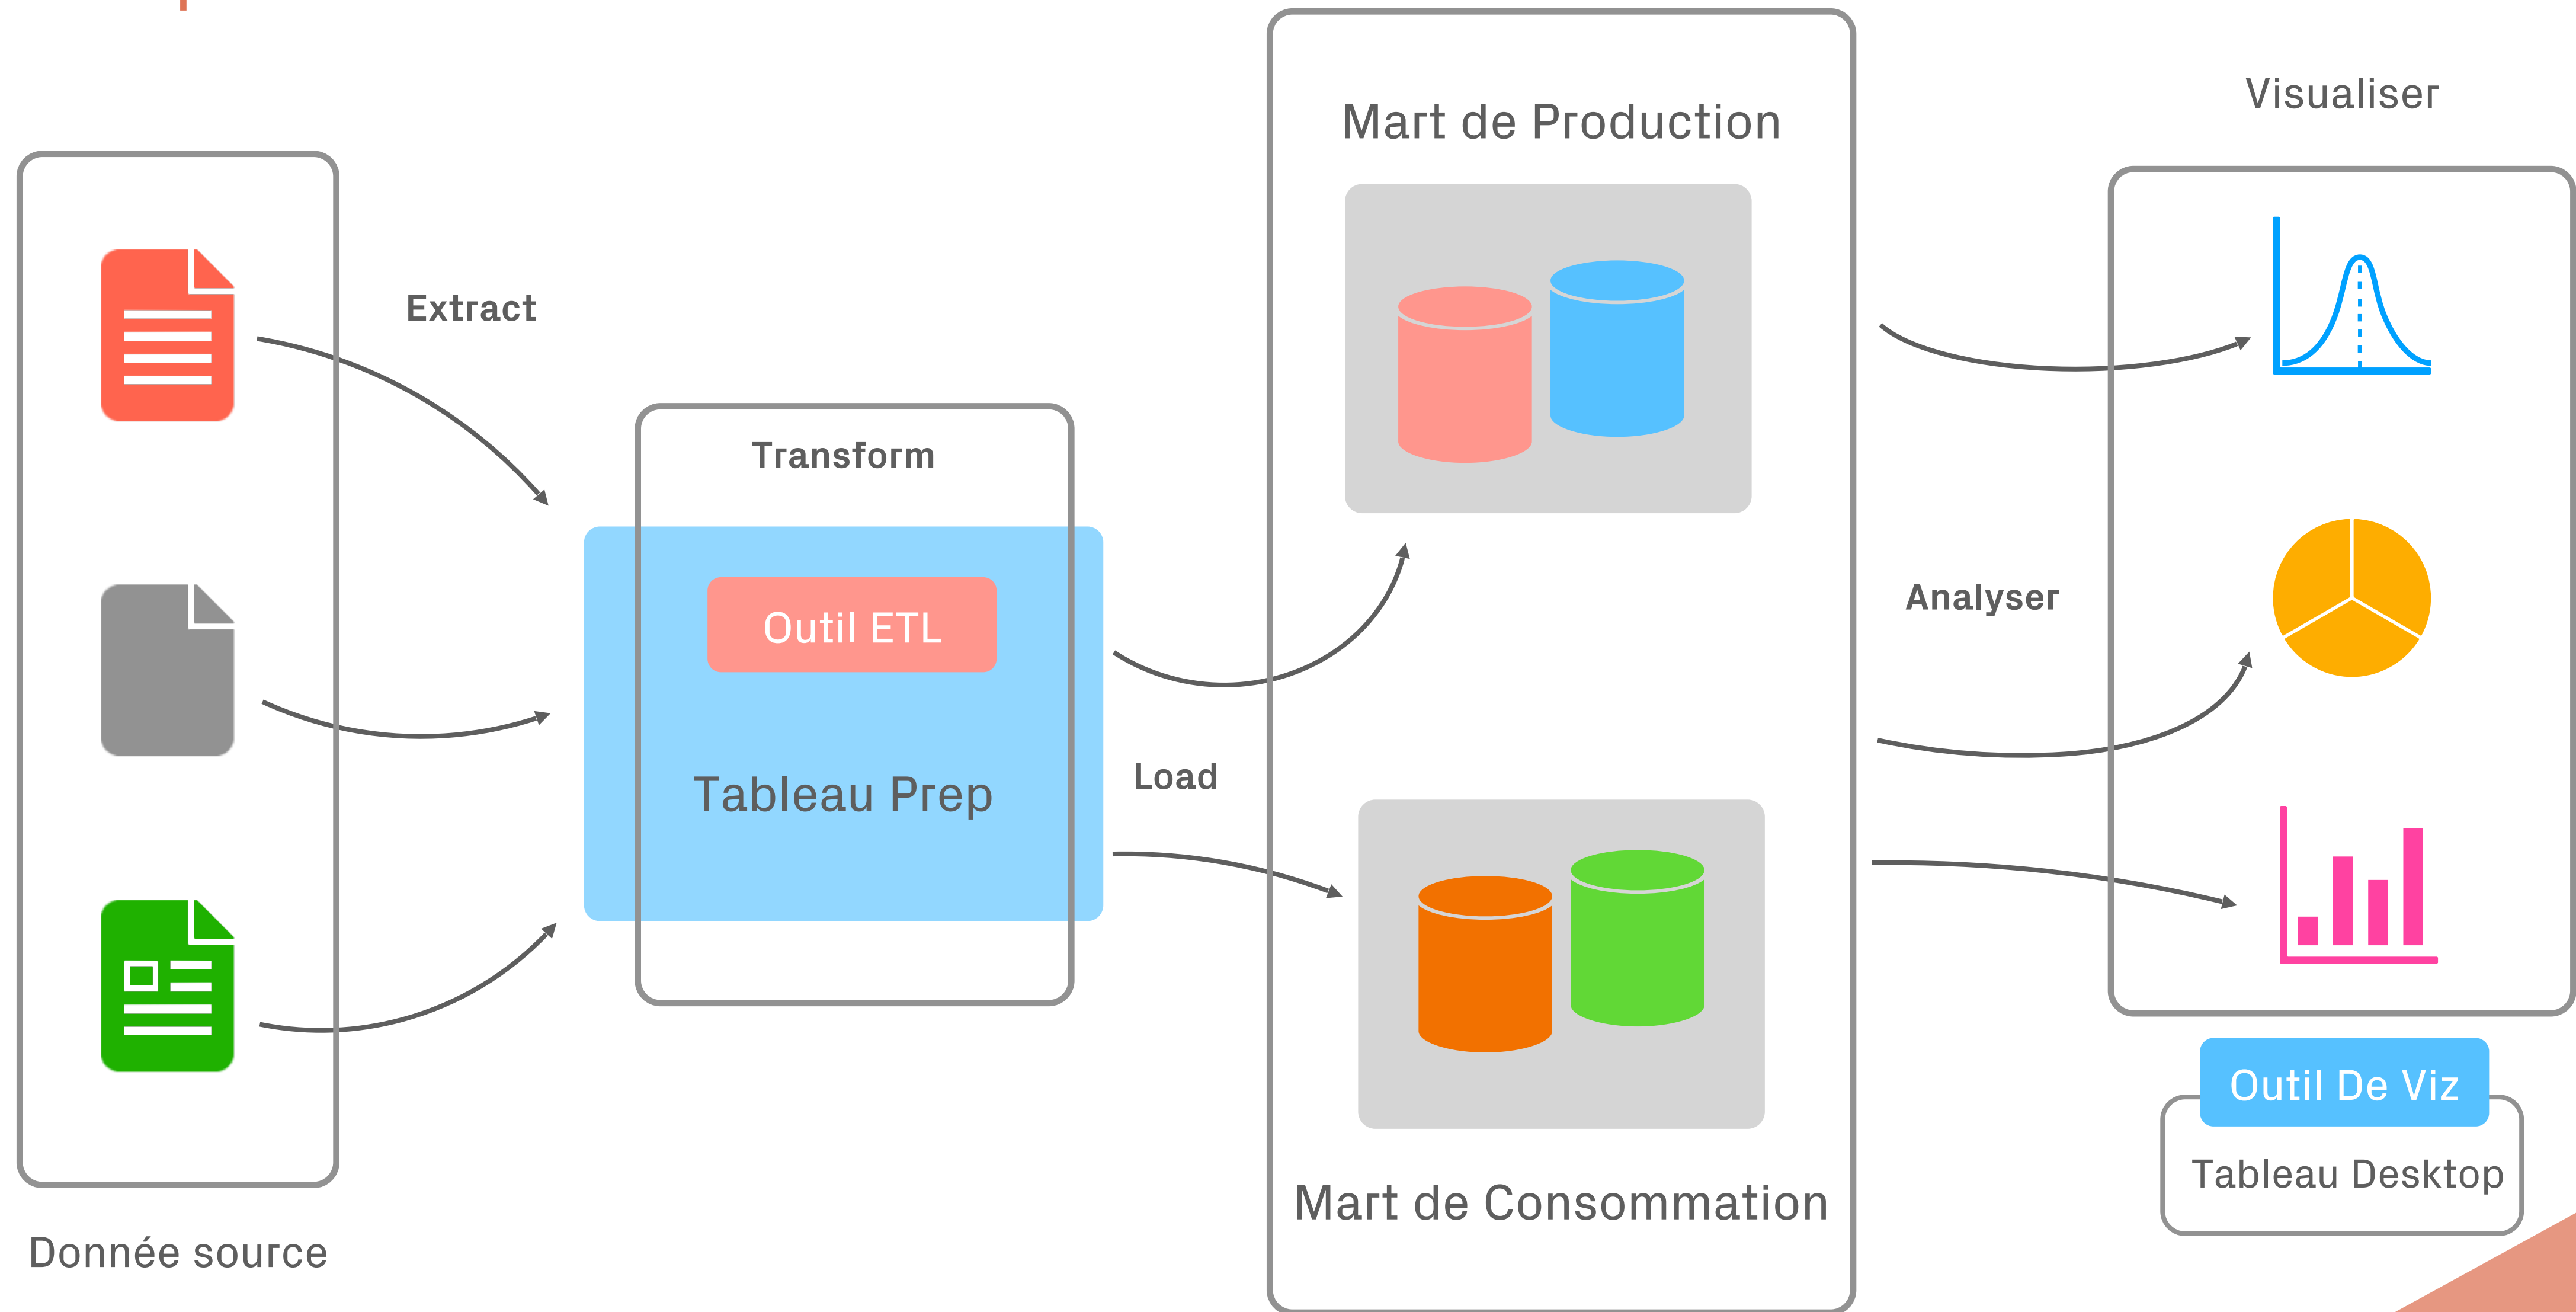 Donnée source
Extract
Transform
Outil ETL
Tableau Prep
Load
Mart de Production
Mart de Consommation
Analyser
Visualiser
Outil De Viz
Tableau Desktop